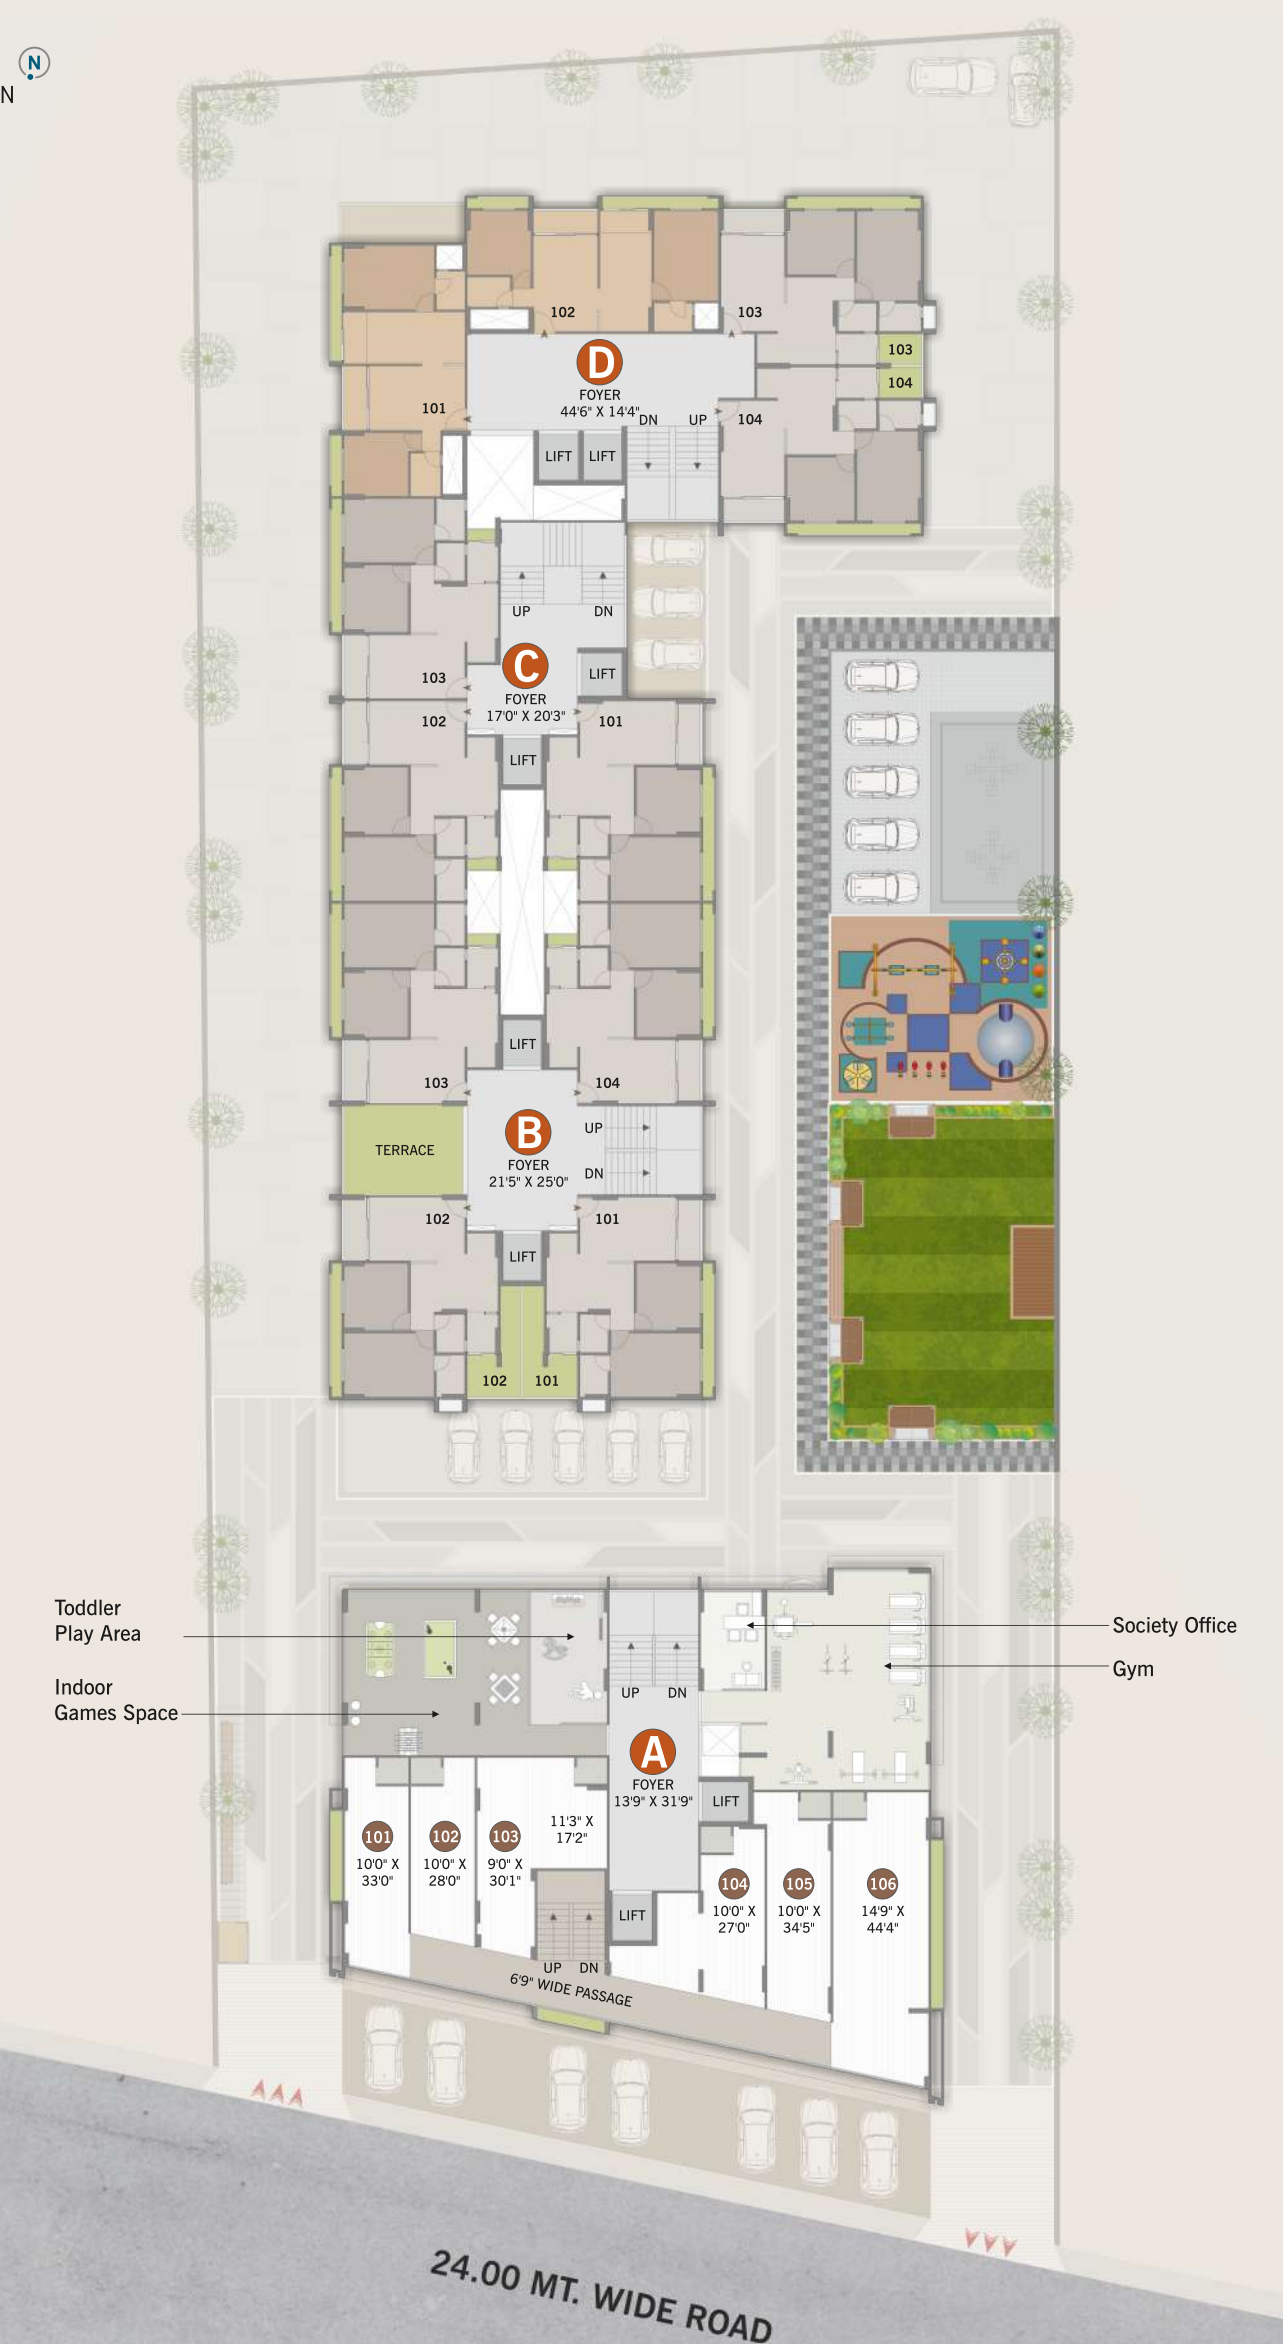 N
N
102
103
103
104
D
FOYER
44'6" X 14'4"
101
DN
UP
104
LIFT
LIFT
UP
DN
C
LIFT
103
FOYER
17'0" X 20'3"
102
101
LIFT
LIFT
103
104
B
UP
TERRACE
FOYER
21'5" X 25'0"
DN
102
101
LIFT
102
101
Toddler
Play Area
Society Office
Gym
Indoor
Games Space
UP
DN
A
FOYER
13'9" X 31'9"
LIFT
11'3" X
17'2"
101
10'0" X
33'0"
102
10'0" X
28'0"
103
9'0" X
30'1"
104
10'0" X
27'0"
105
10'0" X
34'5"
106
14'9" X
44'4"
LIFT
UP
DN
6'9" WIDE PASSAGE
24.00 MT. WIDE ROAD